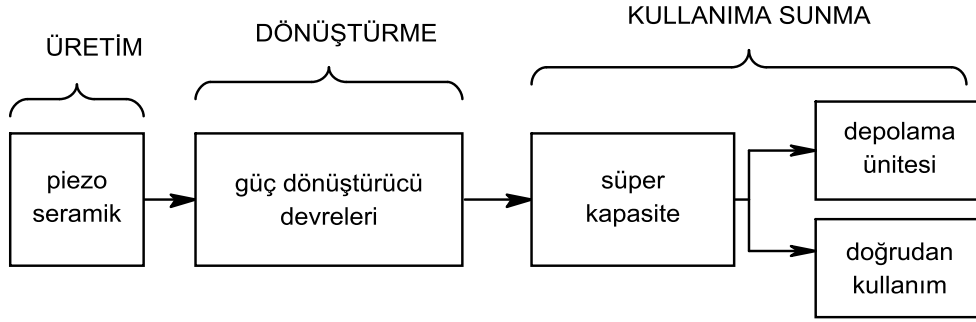 ÜRETİM
DÖNÜŞTÜRME
KULLANIMA SUNMA
piezo
seramik
güç dönüştürücü
devreleri
süper
kapasite
depolama
ünitesi
doğrudan
kullanım